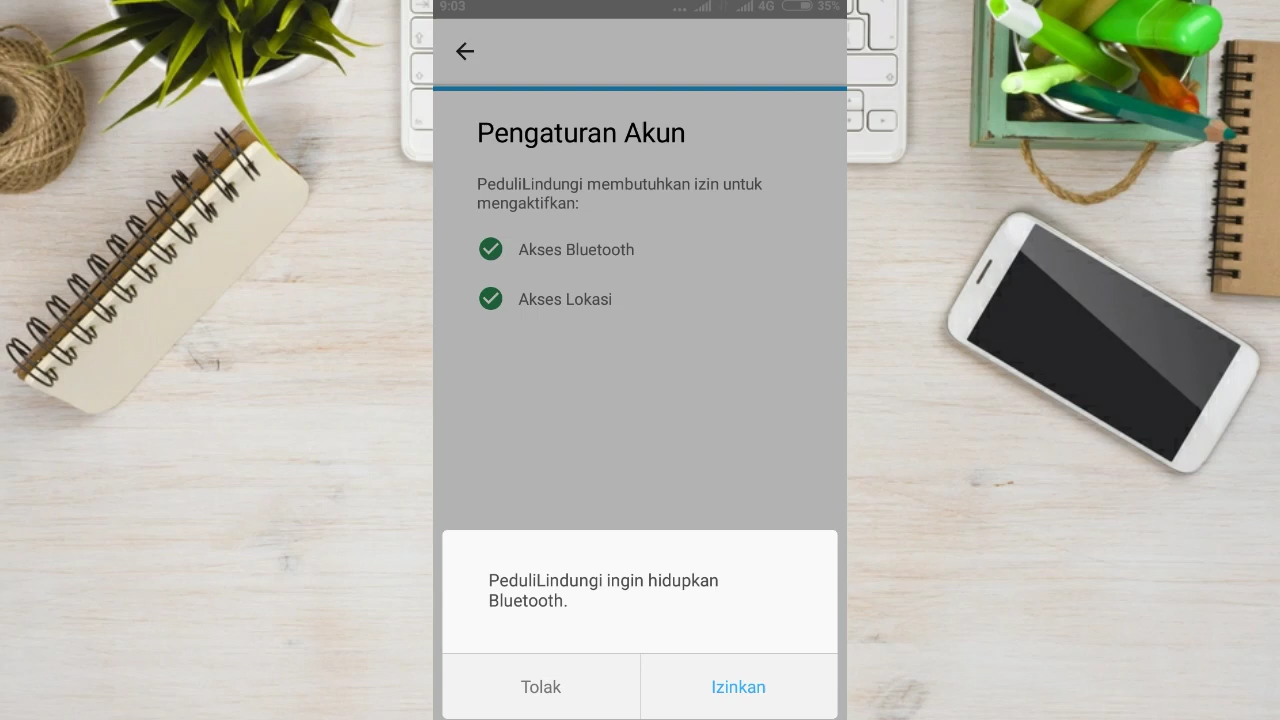 9:03
4G
35%
Pengaturan Akun
PeduliLindungi membutuhkan izin untuk
mengaktifkan:
Akses Bluetooth
Akses Lokasi
PeduliLindungi ingin hidupkan
Bluetooth.
Tolak
Izinkan